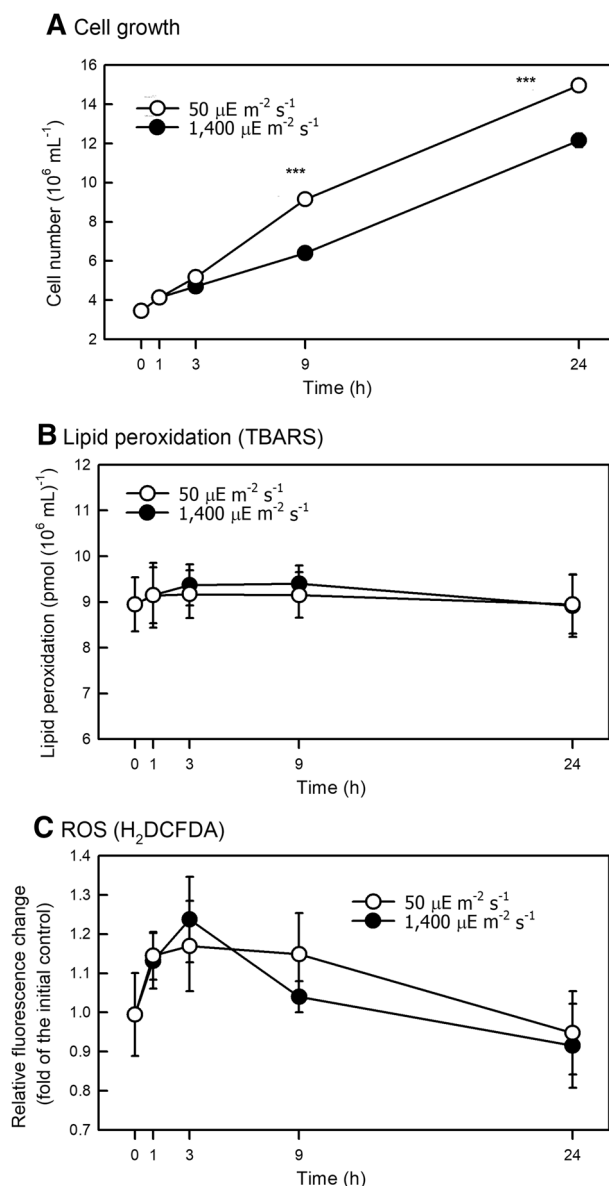 A Cell growth
16
14
12
10
8
6
4
2
Cell number (10⁶ mL⁻¹)
50 μE m⁻² s⁻¹
1,400 μE m⁻² s⁻¹
***
***
0 1 3 9 24
Time (h)
B Lipid peroxidation (TBARS)
12
11
10
9
8
7
6
Lipid peroxidation (pmol (10⁶ mL)⁻¹)
50 μE m⁻² s⁻¹
1,400 μE m⁻² s⁻¹
0 1 3 9 24
Time (h)
C ROS (H₂DCFDA)
1.4
1.3
1.2
1.1
1.0
0.9
0.8
0.7
Relative fluorescence change
(fold of the initial control)
50 μE m⁻² s⁻¹
1,400 μE m⁻² s⁻¹
0 1 3 9 24
Time (h)